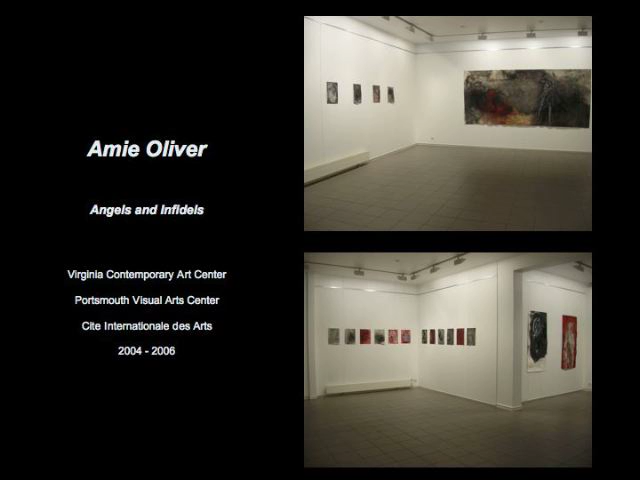 Amie Oliver
Angels and Infidels
Virginia Contemporary Art Center
Portsmouth Visual Arts Center
Cite Internationale des Arts
2004 - 2006